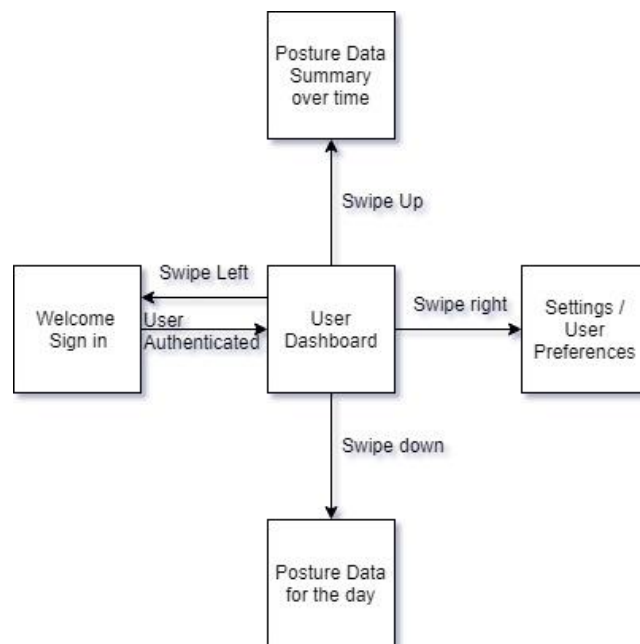 Posture Data
Summary
over time
Swipe Up
Swipe Left
Welcome
Sign in
User
Authenticated
User
Dashboard
Swipe right
Settings /
User
Preferences
Swipe down
Posture Data
for the day